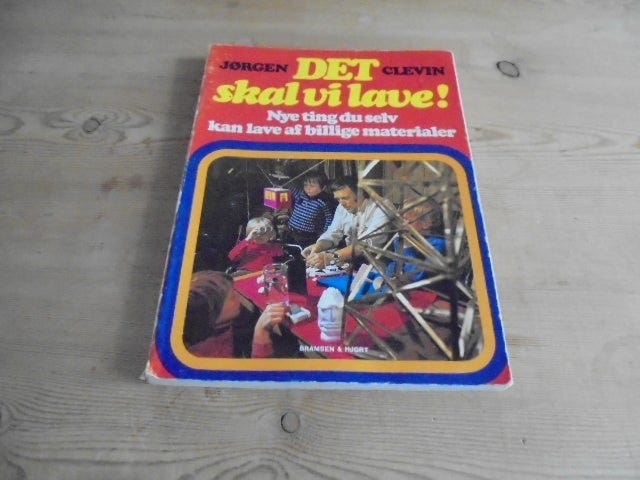 JØRGEN DET CLEVIN
skal vi lave!
Nye ting du selv
kan lave af billige materialer
BRAMSEN & HJORT